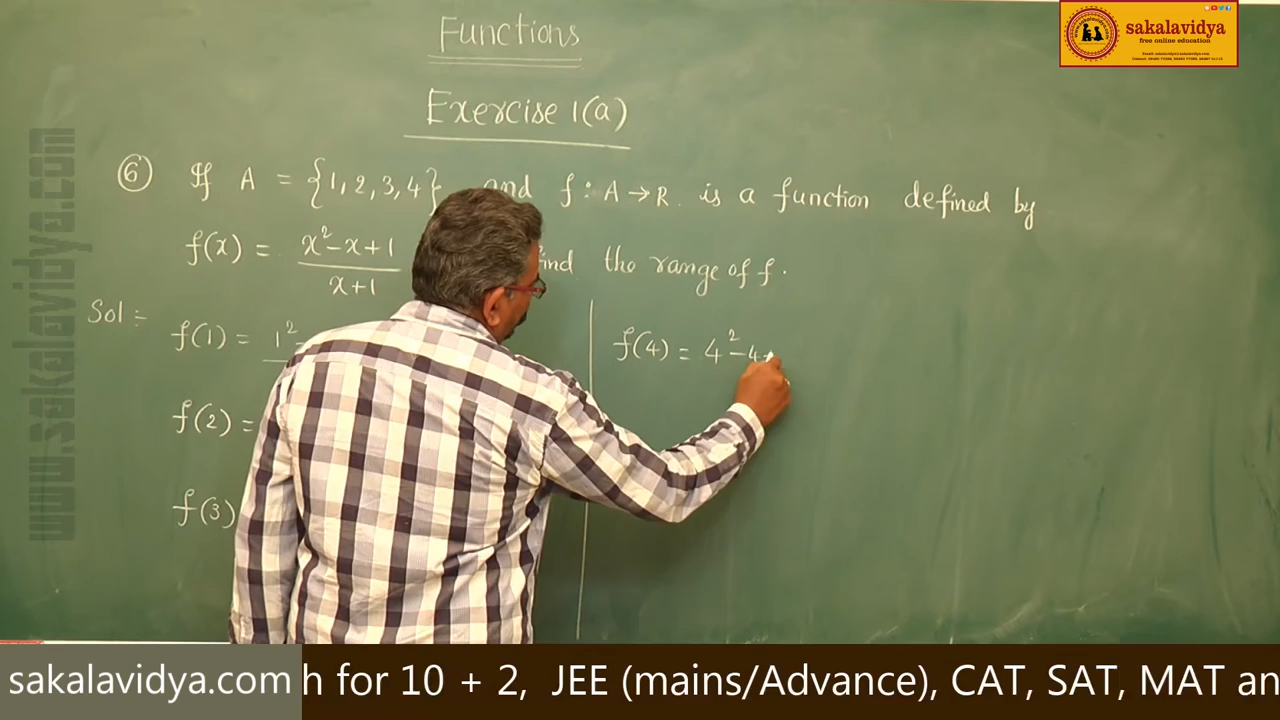 Functions
Exercise 1(a)
⑥ If A = {1, 2, 3, 4} and f : A → R . is a function defined by
f(x) = x² - x + 1 / x + 1 find the range of f .
Sol :-
f(1) = 1²
f(2) =
f(3)
f(4) = 4² - 4 +
sakalavidya
free online education
www.sakalavidya.com
sakalavidya.com
h for 10 + 2, JEE (mains/Advance), CAT, SAT, MAT an